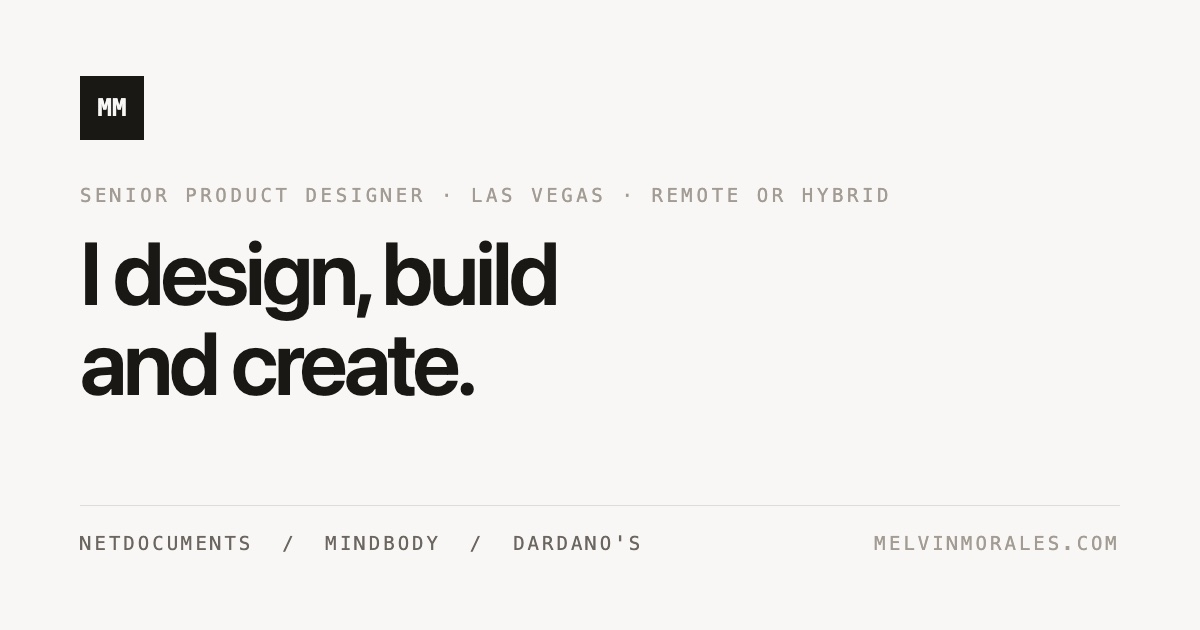 MM
SENIOR PRODUCT DESIGNER · LAS VEGAS · REMOTE OR HYBRID
I design, build
and create.
NETDOCUMENTS / MINDBODY / DARDANO'S MELVINMORALES.COM